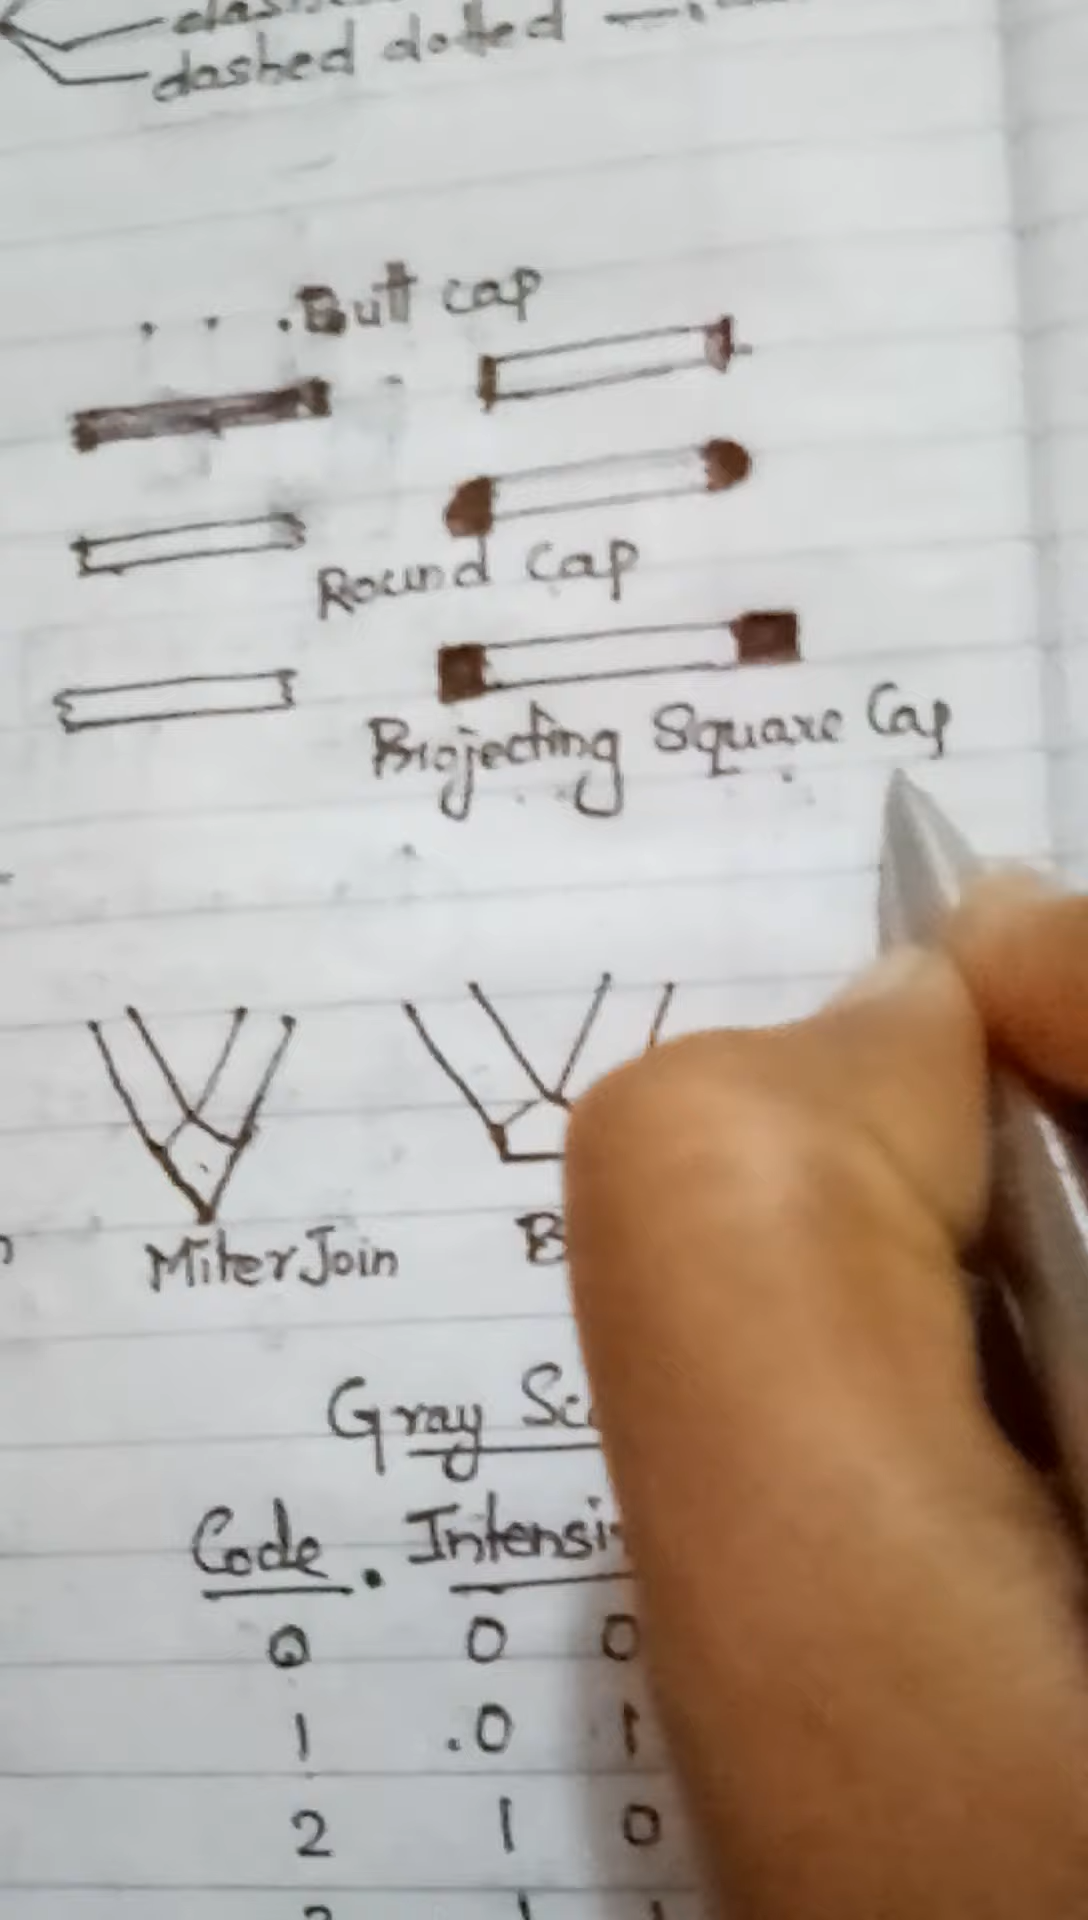 dashed dotted
Butt cap
Round Cap
Projecting Square Cap
Miter Join
Gray
Code Intensi
0 0 0
1 .0 1
2 1 0